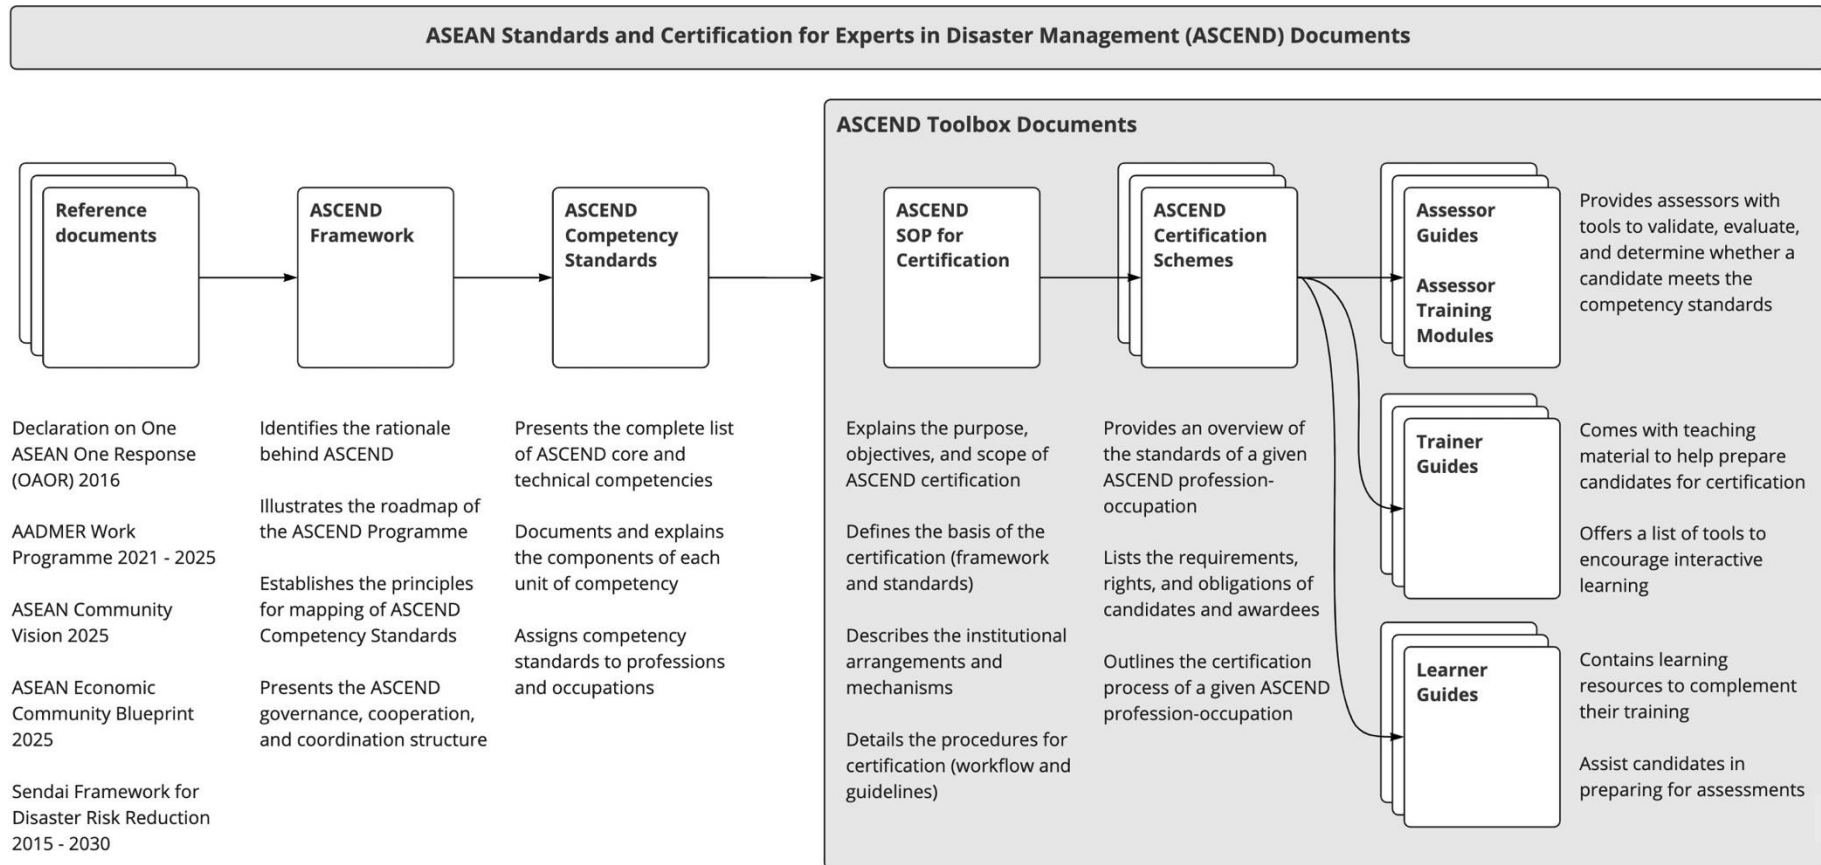 ASEAN Standards and Certification for Experts in Disaster Management (ASCEND) Documents
ASCEND Toolbox Documents
Reference
documents
ASCEND
Framework
ASCEND
Competency
Standards
ASCEND
SOP for
Certification
ASCEND
Certification
Schemes
Assessor
Guides
Assessor
Training
Modules
Provides assessors with
tools to validate, evaluate,
and determine whether a
candidate meets the
competency standards
Trainer
Guides
Comes with teaching
material to help prepare
candidates for certification
Offers a list of tools to
encourage interactive
learning
Learner
Guides
Contains learning
resources to complement
their training
Assist candidates in
preparing for assessments
Declaration on One
ASEAN One Response
(OAOR) 2016
AADMER Work
Programme 2021 - 2025
ASEAN Community
Vision 2025
ASEAN Economic
Community Blueprint
2025
Sendai Framework for
Disaster Risk Reduction
2015 - 2030
Identifies the rationale
behind ASCEND
Illustrates the roadmap of
the ASCEND Programme
Establishes the principles
for mapping of ASCEND
Competency Standards
Presents the ASCEND
governance, cooperation,
and coordination structure
Presents the complete list
of ASCEND core and
technical competencies
Documents and explains
the components of each
unit of competency
Assigns competency
standards to professions
and occupations
Explains the purpose,
objectives, and scope of
ASCEND certification
Defines the basis of the
certification (framework
and standards)
Describes the institutional
arrangements and
mechanisms
Details the procedures for
certification (workflow and
guidelines)
Provides an overview of
the standards of a given
ASCEND profession-
occupation
Lists the requirements,
rights, and obligations of
candidates and awardees
Outlines the certification
process of a given ASCEND
profession-occupation